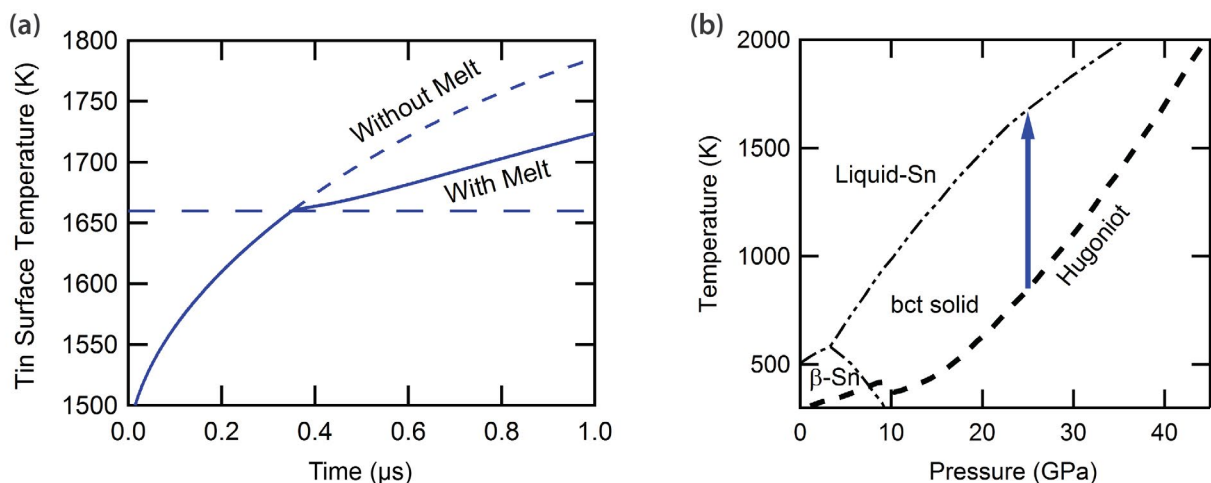 (a)
1800
1750
1700
1650
1600
1550
1500
Tin Surface Temperature (K)
Without Melt
With Melt
0.0 0.2 0.4 0.6 0.8 1.0
Time (µs)
(b)
2000
1500
1000
500
Temperature (K)
Liquid-Sn
bct solid
β-Sn
Hugoniot
0 10 20 30 40
Pressure (GPa)